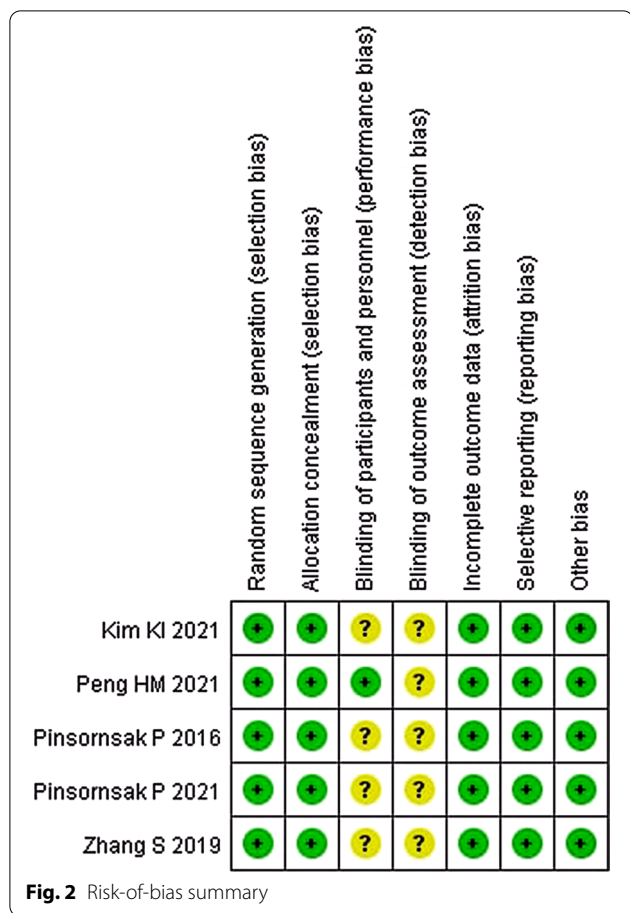 Random sequence generation (selection bias)
Allocation concealment (selection bias)
Blinding of participants and personnel (performance bias)
Blinding of outcome assessment (detection bias)
Incomplete outcome data (attrition bias)
Selective reporting (reporting bias)
Other bias
Kim KI 2021 + + ? ? + + +
Peng HM 2021 + + + ? + + +
Pinsornsak P 2016 + + ? ? + + +
Pinsornsak P 2021 + + ? ? + + +
Zhang S 2019 + + ? ? + + +
Fig. 2 Risk-of-bias summary